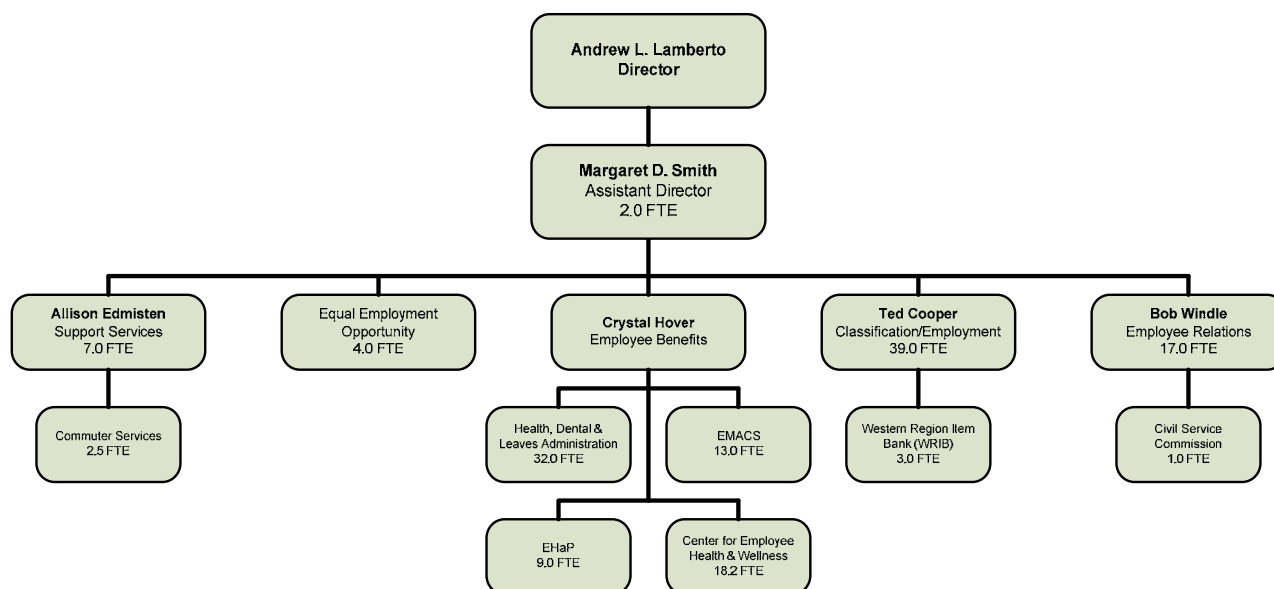 Andrew L. Lamberto
Director
Margaret D. Smith
Assistant Director
2.0 FTE
Allison Edmisten
Support Services
7.0 FTE
Equal Employment
Opportunity
4.0 FTE
Crystal Hover
Employee Benefits
Ted Cooper
Classification/Employment
39.0 FTE
Bob Windle
Employee Relations
17.0 FTE
Commuter Services
2.5 FTE
Health, Dental &
Leaves Administration
32.0 FTE
EMACS
13.0 FTE
Western Region Item
Bank (WRIB)
3.0 FTE
Civil Service
Commission
1.0 FTE
EHaP
9.0 FTE
Center for Employee
Health & Wellness
18.2 FTE